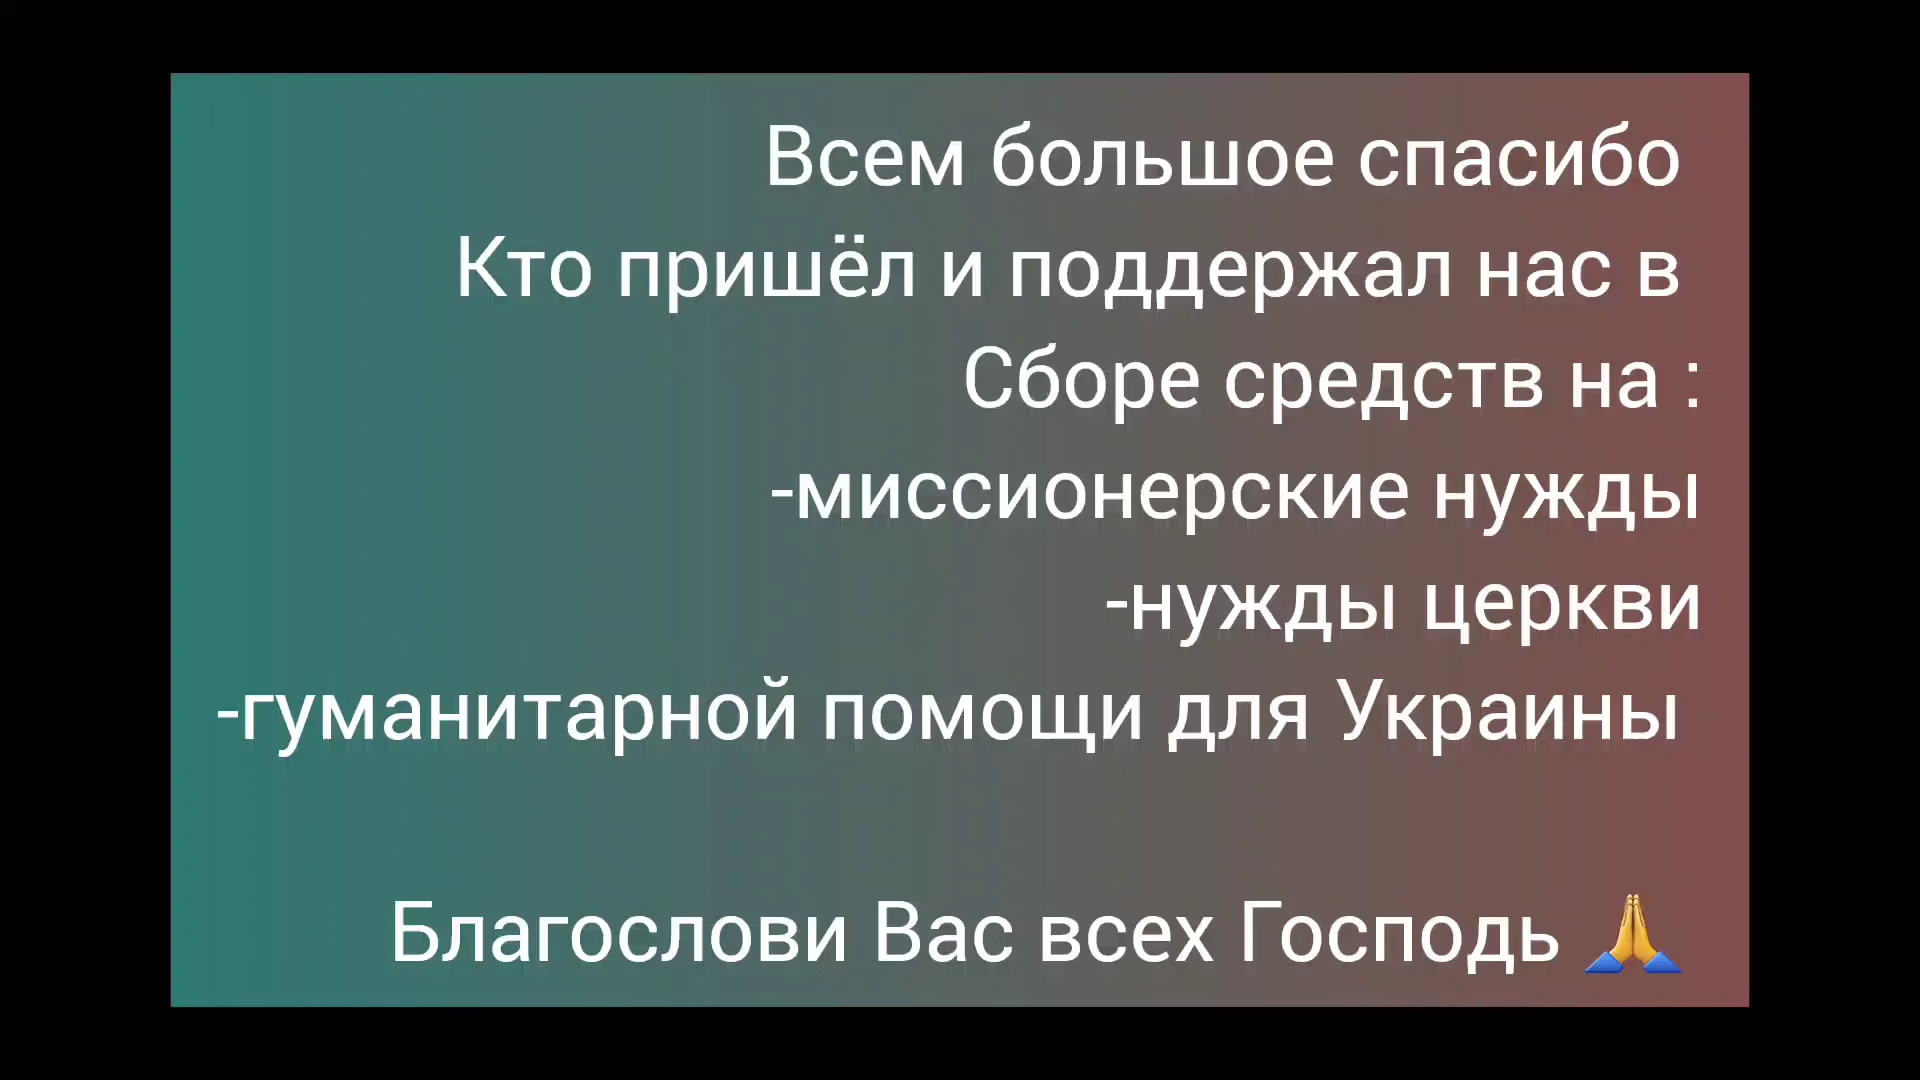 Всем большое спасибо
Кто пришёл и поддержал нас в
Сборе средств на :
-миссионерские нужды
-нужды церкви
-гуманитарной помощи для Украины
Благослови Вас всех Господь 🙏